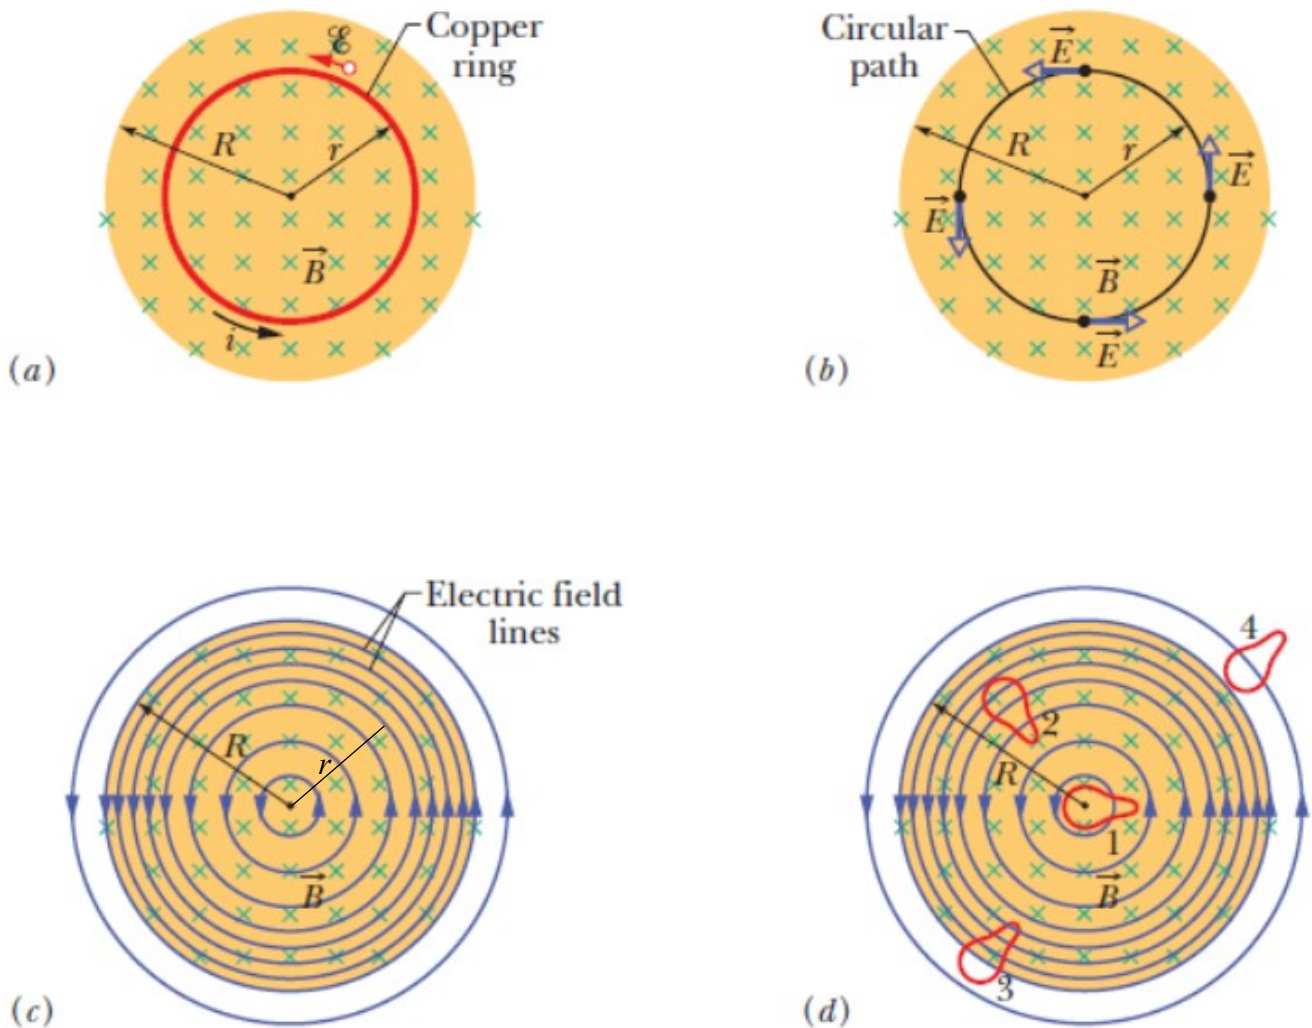 ℰ
Copper
ring
R
r
B⃗
i
(a)
Circular
path
E⃗
R
r
E⃗
E⃗
B⃗
E⃗
(b)
Electric field
lines
R
r
B⃗
(c)
4
2
R
1
B⃗
3
(d)